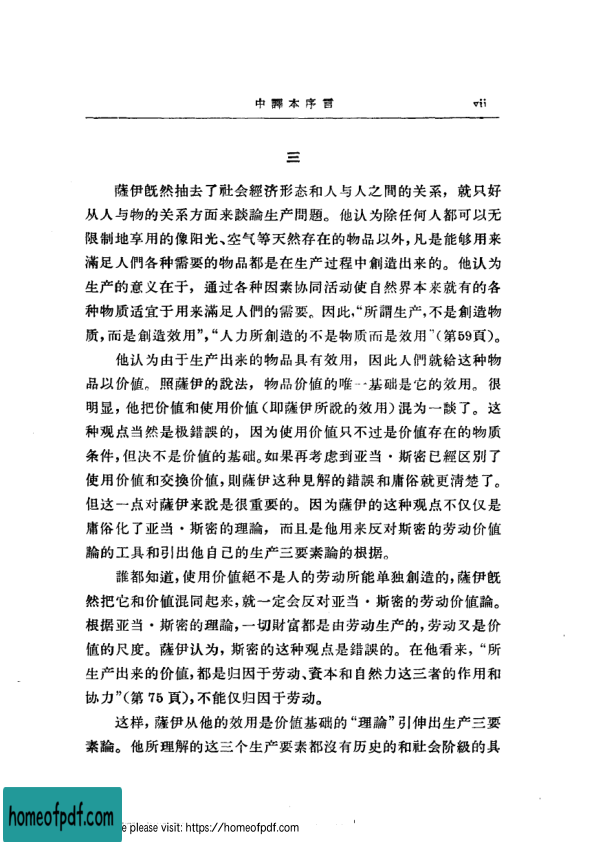 中譯本序言 vii
三
薩伊旣然抽去了社会經济形态和人与人之間的关系，就只好
从人与物的关系方面来談論生产問題。他认为除任何人都可以无
限制地享用的像阳光、空气等天然存在的物品以外，凡是能够用来
滿足人們各种需要的物品都是在生产过程中創造出来的。他认为
生产的意义在于，通过各种因素协同活动使自然界本来就有的各
种物质适宜于用来滿足人們的需要。因此，“所謂生产，不是創造物
质，而是創造效用”，“人力所創造的不是物质而是效用”（第59頁）。
他认为由于生产出来的物品具有效用，因此人們就給这种物
品以价値。照薩伊的說法，物品价値的唯一基础是它的效用。很
明显，他把价値和使用价値（即薩伊所說的效用）混为一談了。这
种观点当然是极錯誤的，因为使用价値只不过是价値存在的物质
条件，但决不是价値的基础。如果再考虑到亚当·斯密已經区別了
使用价値和交換价値，則薩伊这种見解的錯誤和庸俗就更清楚了。
但这一点对薩伊来說是很重要的。因为薩伊的这种观点不仅仅是
庸俗化了亚当·斯密的理論，而且是他用来反对斯密的劳动价値
論的工具和引出他自己的生产三要素論的根据。
誰都知道，使用价値絕不是人的劳动所能单独創造的，薩伊旣
然把它和价値混同起来，就一定会反对亚当·斯密的劳动价値論。
根据亚当·斯密的理論，一切財富都是由劳动生产的，劳动又是价
値的尺度。薩伊认为，斯密的这种观点是錯誤的。在他看来，“所
生产出来的价値，都是归因于劳动、資本和自然力这三者的作用和
协力”（第75頁），不能仅归因于劳动。
这样，薩伊从他的效用是价値基础的“理論”引伸出生产三要
素論。他所理解的这三个生产要素都沒有历史的和社会阶級的具
homeofpdf.com
e please visit: https://homeofpdf.com